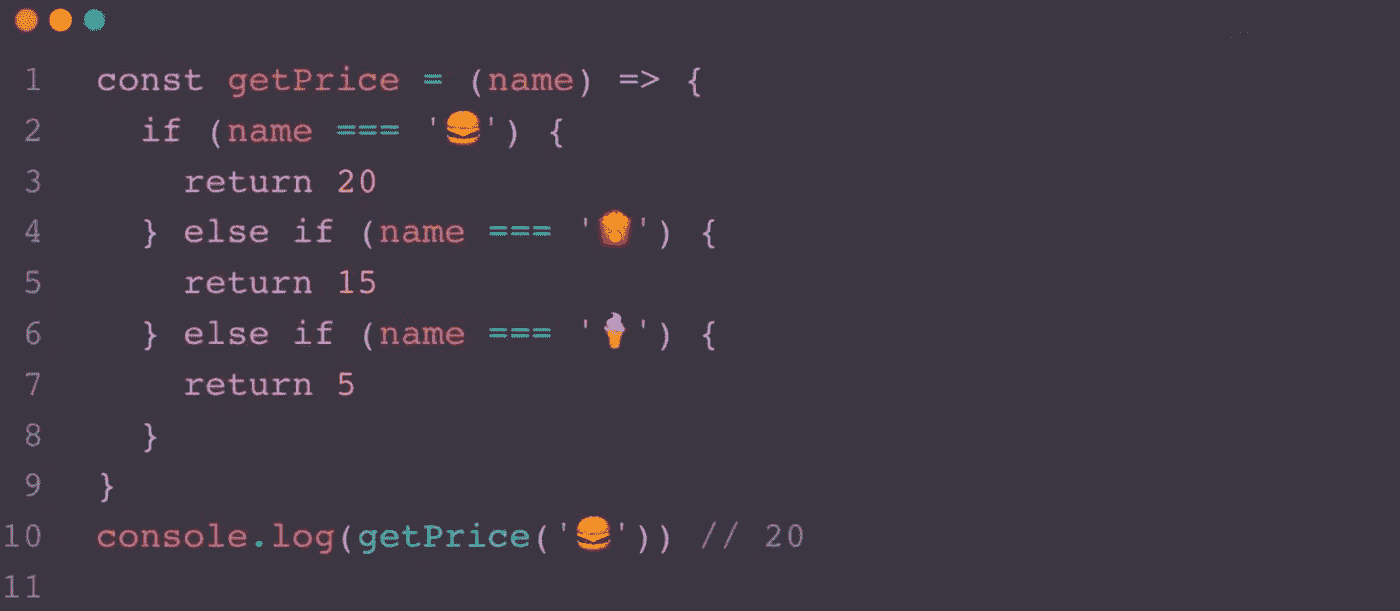 1 const getPrice = (name) => {
2 if (name === '🍔') {
3 return 20
4 } else if (name === '🍿') {
5 return 15
6 } else if (name === '🍦') {
7 return 5
8 }
9 }
10 console.log(getPrice('🍔')) // 20
11